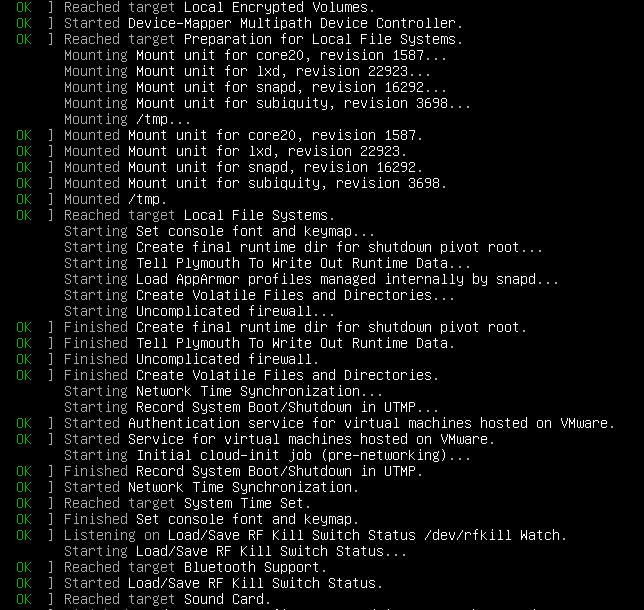 OK ] Reached target Local Encrypted Volumes.
OK ] Started Device-Mapper Multipath Device Controller.
OK ] Reached target Preparation for Local File Systems.
Mounting Mount unit for core20, revision 1587...
Mounting Mount unit for lxd, revision 22923...
Mounting Mount unit for snapd, revision 16292...
Mounting Mount unit for subiquity, revision 3698...
Mounting /tmp...
OK ] Mounted Mount unit for core20, revision 1587.
OK ] Mounted Mount unit for lxd, revision 22923.
OK ] Mounted Mount unit for snapd, revision 16292.
OK ] Mounted Mount unit for subiquity, revision 3698.
OK ] Mounted /tmp.
OK ] Reached target Local File Systems.
Starting Set console font and keymap...
Starting Create final runtime dir for shutdown pivot root...
Starting Tell Plymouth To Write Out Runtime Data...
Starting Load AppArmor profiles managed internally by snapd...
Starting Create Volatile Files and Directories...
Starting Uncomplicated firewall...
OK ] Finished Create final runtime dir for shutdown pivot root.
OK ] Finished Tell Plymouth To Write Out Runtime Data.
OK ] Finished Uncomplicated firewall.
OK ] Finished Create Volatile Files and Directories.
Starting Network Time Synchronization...
Starting Record System Boot/Shutdown in UTMP...
OK ] Started Authentication service for virtual machines hosted on VMware.
OK ] Started Service for virtual machines hosted on VMware.
Starting Initial cloud-init job (pre-networking)...
OK ] Finished Record System Boot/Shutdown in UTMP.
OK ] Started Network Time Synchronization.
OK ] Reached target System Time Set.
OK ] Finished Set console font and keymap.
OK ] Listening on Load/Save RF Kill Switch Status /dev/rfkill Watch.
Starting Load/Save RF Kill Switch Status...
OK ] Reached target Bluetooth Support.
OK ] Started Load/Save RF Kill Switch Status.
OK ] Reached target Sound Card.